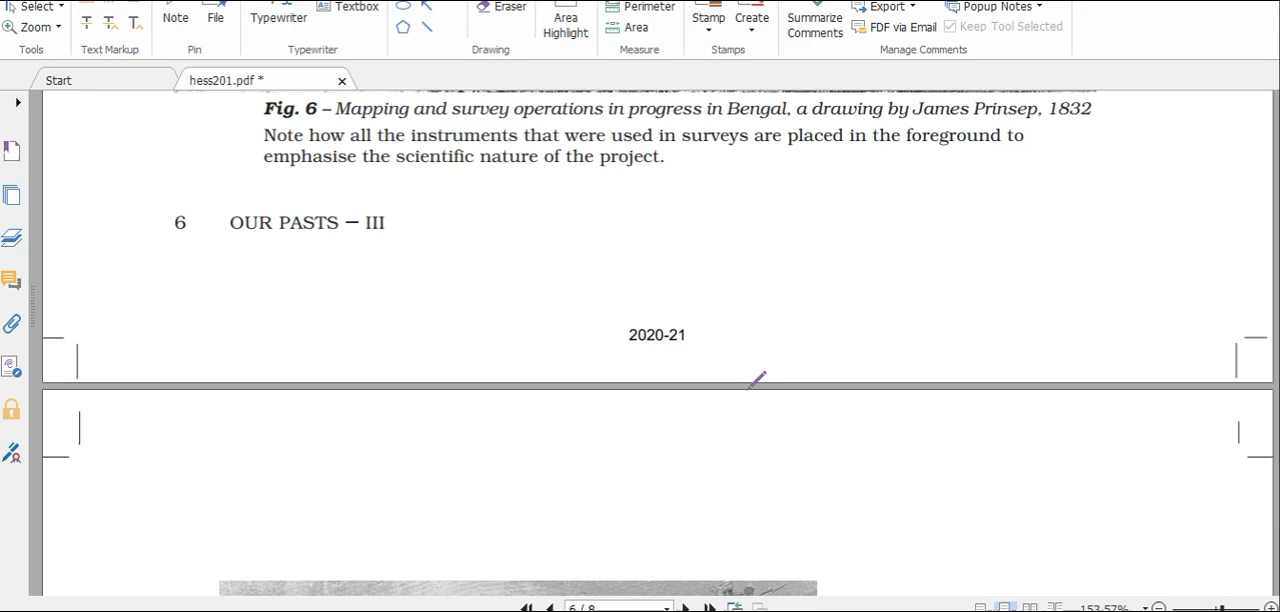 Select
Zoom
Tools
Text Markup
Note
File
Pin
Typewriter
Textbox
Typewriter
Eraser
Drawing
Area
Highlight
Perimeter
Area
Measure
Stamp
Create
Stamps
Summarize
Comments
Export
FDF via Email
Popup Notes
Keep Tool Selected
Manage Comments
Start
hess201.pdf *
Fig. 6 – Mapping and survey operations in progress in Bengal, a drawing by James Prinsep, 1832
Note how all the instruments that were used in surveys are placed in the foreground to
emphasise the scientific nature of the project.
6 OUR PASTS – III
2020-21
6 / 8
153.57%